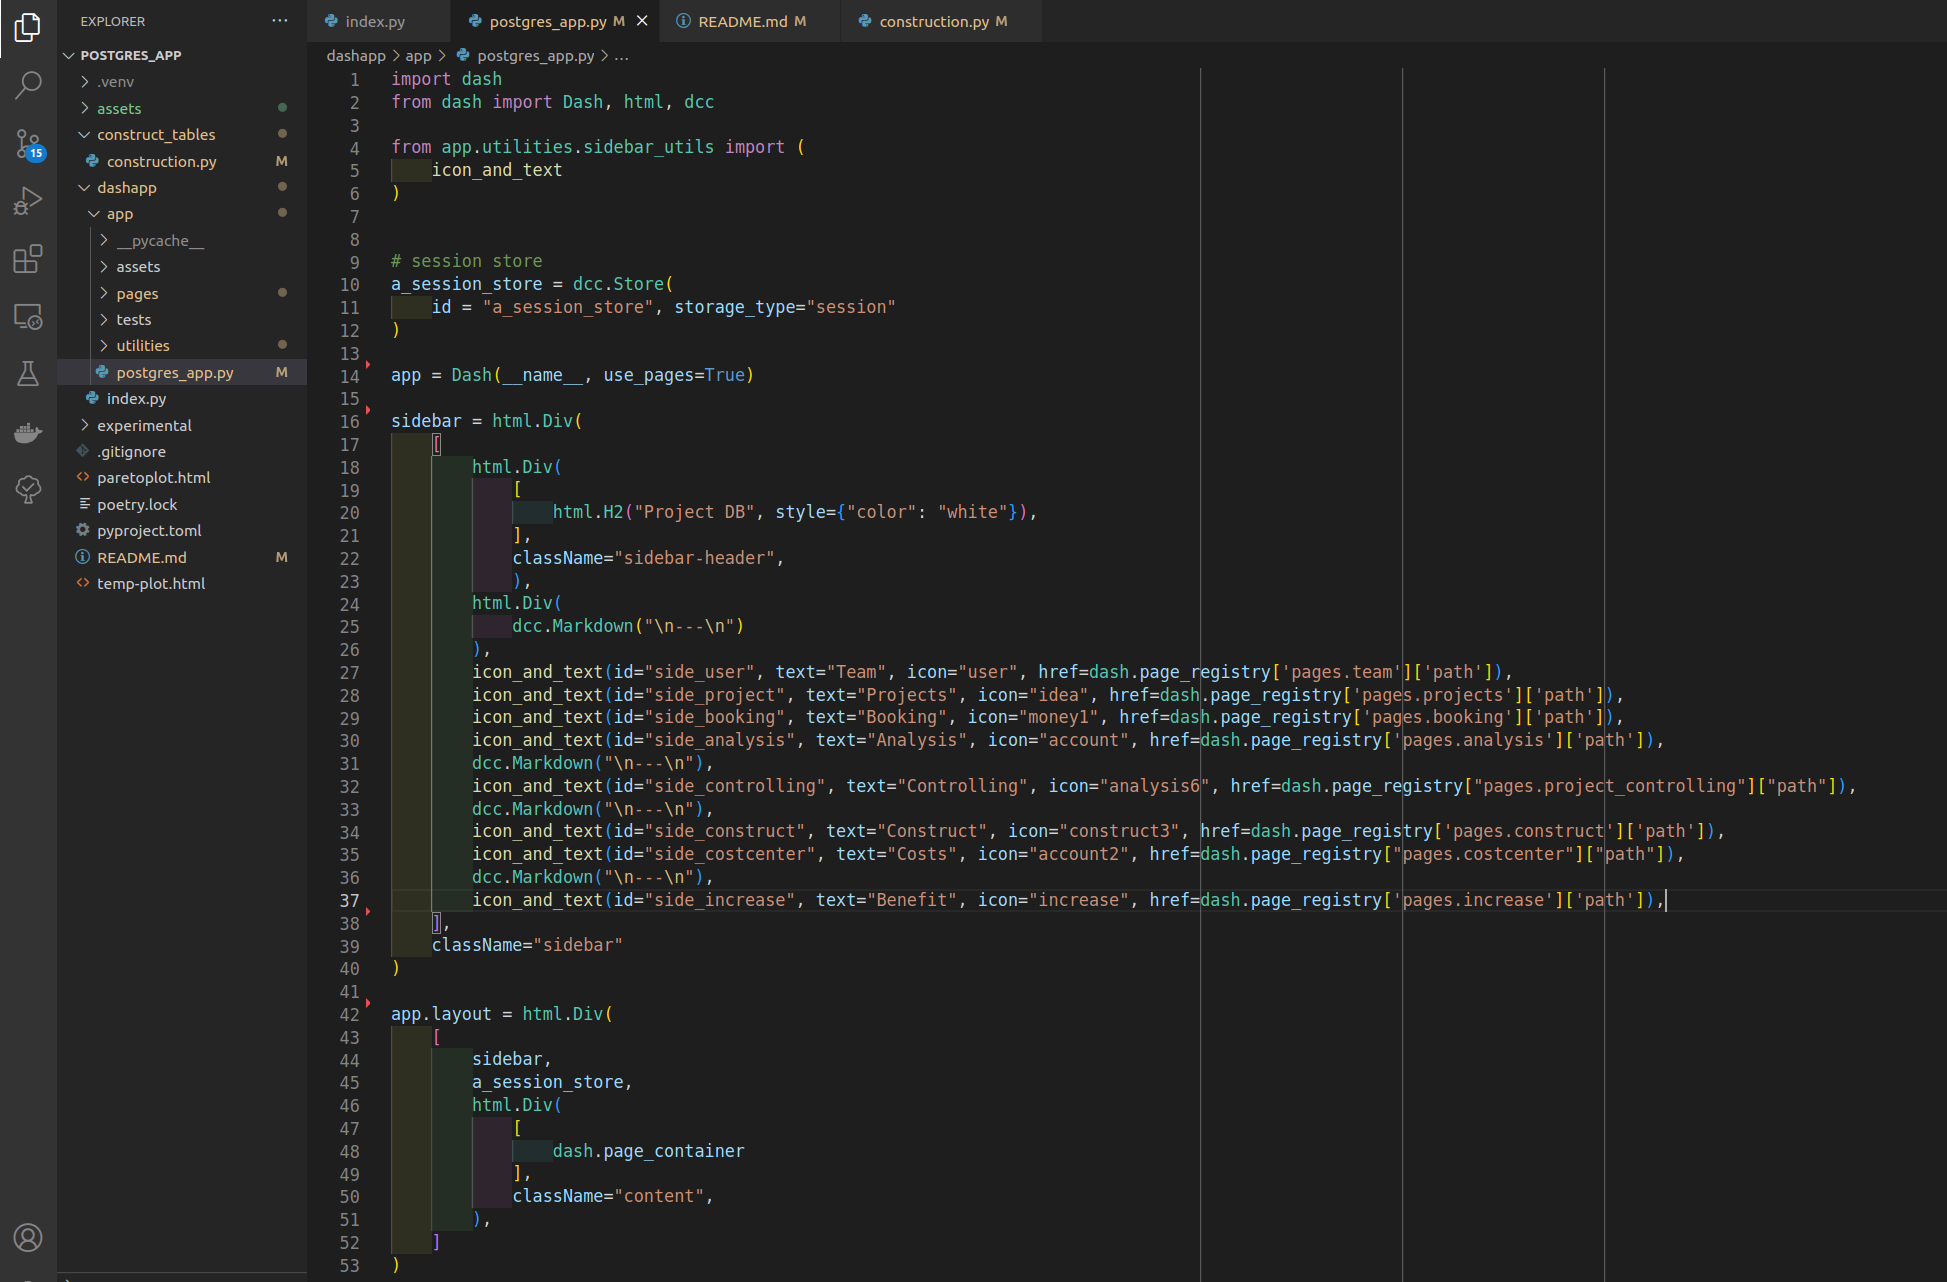 EXPLORER
···
POSTGRES_APP
.venv
assets
construct_tables
construction.py M
dashapp
app
__pycache__
assets
pages
tests
utilities
postgres_app.py M
index.py
experimental
.gitignore
paretoplot.html
poetry.lock
pyproject.toml
README.md M
temp-plot.html
15
index.py
postgres_app.py M
README.md M
construction.py M
dashapp > app > postgres_app.py > ...
1 import dash
2 from dash import Dash, html, dcc
3
4 from app.utilities.sidebar_utils import (
5     icon_and_text
6 )
7
8
9 # session store
10 a_session_store = dcc.Store(
11     id = "a_session_store", storage_type="session"
12 )
13
14 app = Dash(__name__, use_pages=True)
15
16 sidebar = html.Div(
17     [
18         html.Div(
19             [
20                 html.H2("Project DB", style={"color": "white"}),
21             ],
22             className="sidebar-header",
23             ),
24         html.Div(
25             dcc.Markdown("\n---\n")
26         ),
27         icon_and_text(id="side_user", text="Team", icon="user", href=dash.page_registry['pages.team']['path']),
28         icon_and_text(id="side_project", text="Projects", icon="idea", href=dash.page_registry['pages.projects']['path']),
29         icon_and_text(id="side_booking", text="Booking", icon="money1", href=dash.page_registry['pages.booking']['path']),
30         icon_and_text(id="side_analysis", text="Analysis", icon="account", href=dash.page_registry['pages.analysis']['path']),
31         dcc.Markdown("\n---\n"),
32         icon_and_text(id="side_controlling", text="Controlling", icon="analysis6", href=dash.page_registry["pages.project_controlling"]["path"]),
33         dcc.Markdown("\n---\n"),
34         icon_and_text(id="side_construct", text="Construct", icon="construct3", href=dash.page_registry['pages.construct']['path']),
35         icon_and_text(id="side_costcenter", text="Costs", icon="account2", href=dash.page_registry["pages.costcenter"]["path"]),
36         dcc.Markdown("\n---\n"),
37         icon_and_text(id="side_increase", text="Benefit", icon="increase", href=dash.page_registry['pages.increase']['path']),
38     ],
39     className="sidebar"
40 )
41
42 app.layout = html.Div(
43     [
44         sidebar,
45         a_session_store,
46         html.Div(
47             [
48                 dash.page_container
49             ],
50             className="content",
51         ),
52     ]
53 )